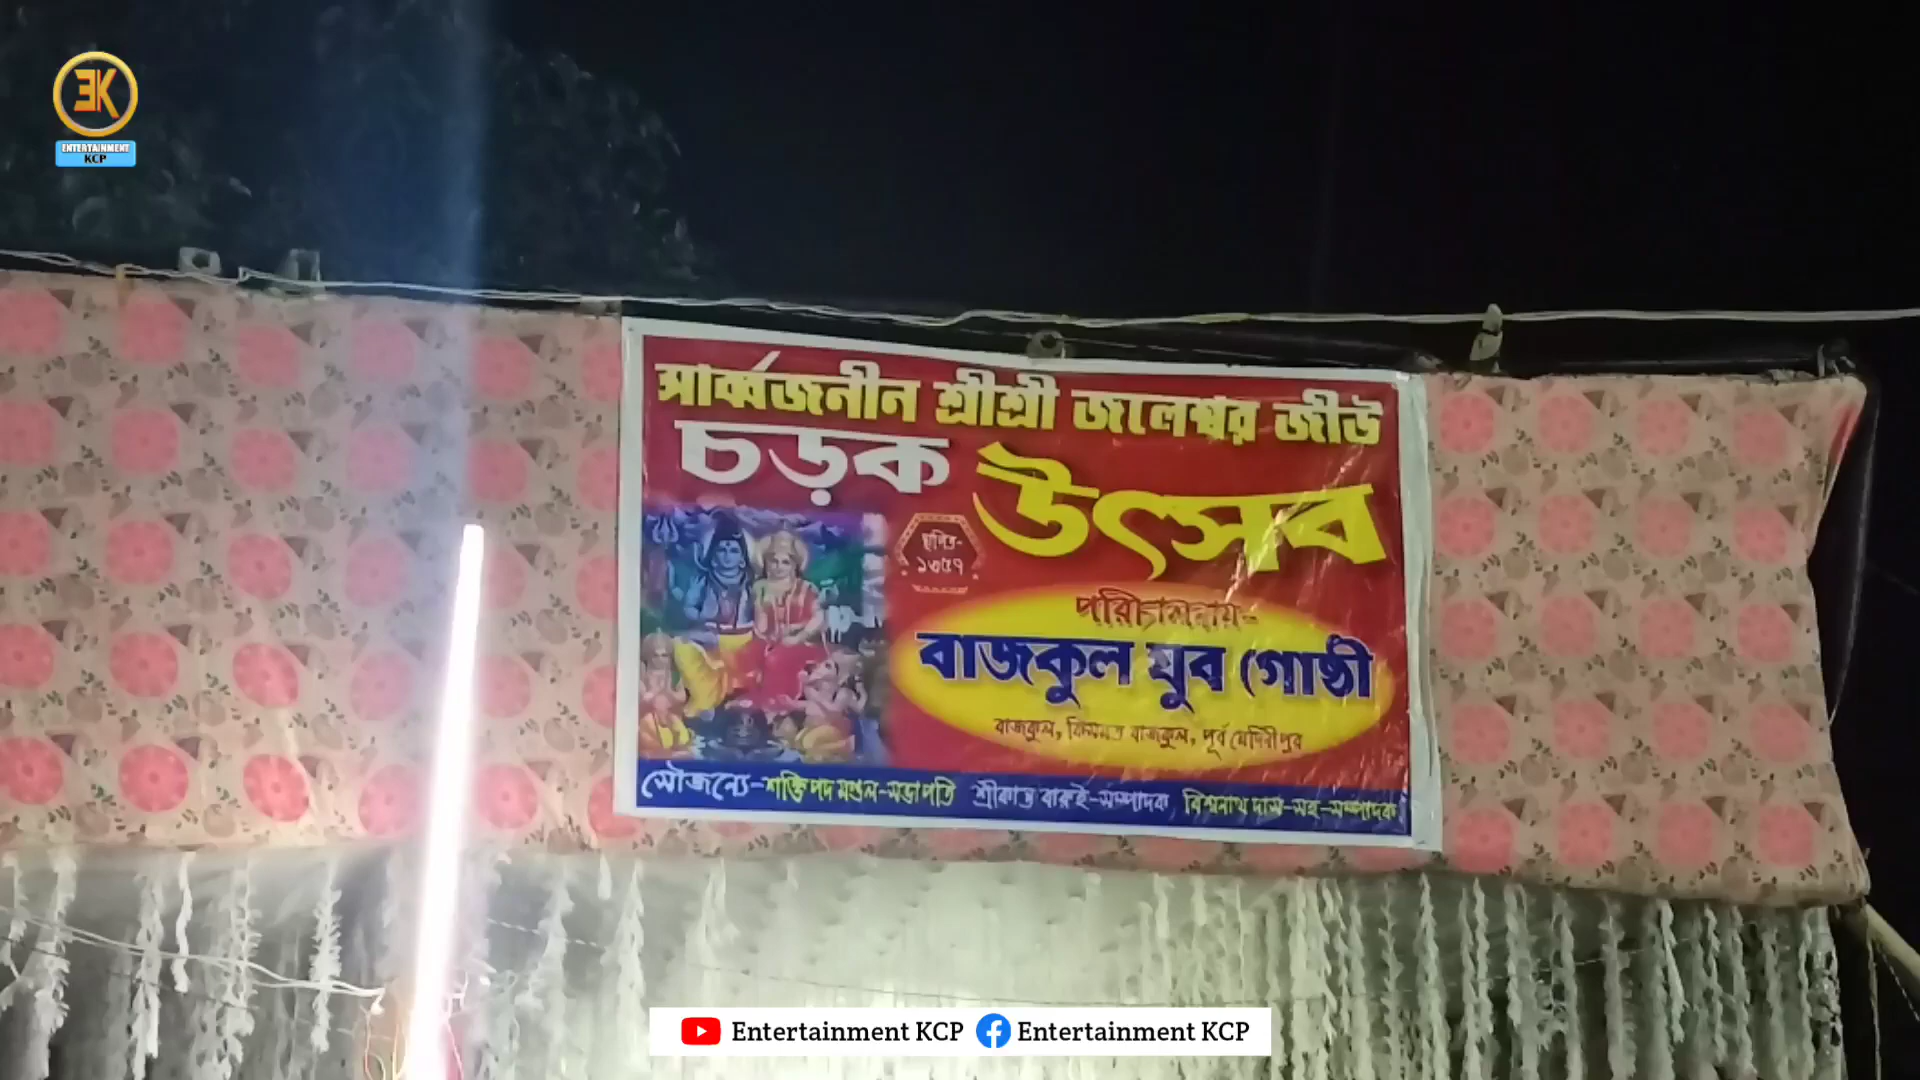 ƎK
ENTERTAINMENT
KCP
সার্ব্বজনীন শ্রীশ্রী জলেশ্বর জীউ
চড়ক উৎসব
স্থাপিত-
১৩৫৭
পরিচালনায়-
বাজকুল যুব গোষ্ঠী
বাজকুল, কিসমত বাজকুল, পূর্ব মেদিনীপুর
সৌজন্যে-শক্তিপদ মণ্ডল-সভাপতি শ্রীকান্ত বারুই-সম্পাদক, বিশ্বনাথ দাস-সহ-সম্পাদক
Entertainment KCP Entertainment KCP